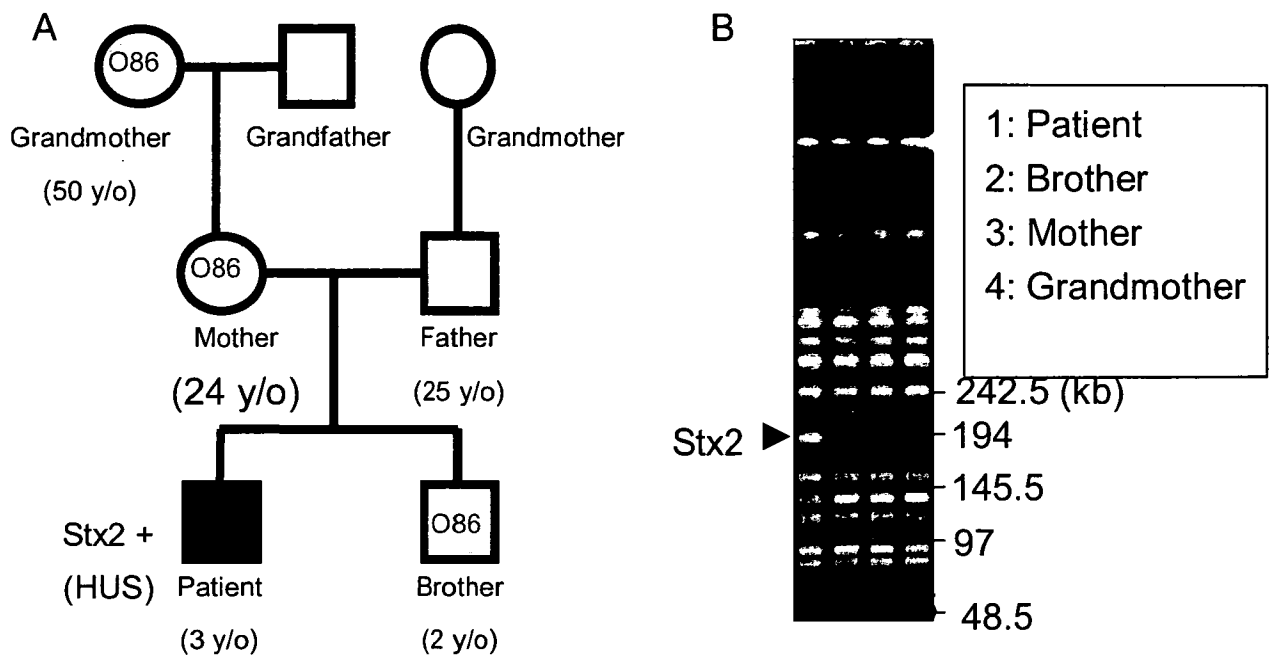 A
O86
Grandmother
(50 y/o)
Grandfather
Grandmother
O86
Mother
(24 y/o)
Father
(25 y/o)
Stx2 +
(HUS)
Patient
(3 y/o)
O86
Brother
(2 y/o)
B
1: Patient
2: Brother
3: Mother
4: Grandmother
242.5 (kb)
Stx2
194
145.5
97
48.5